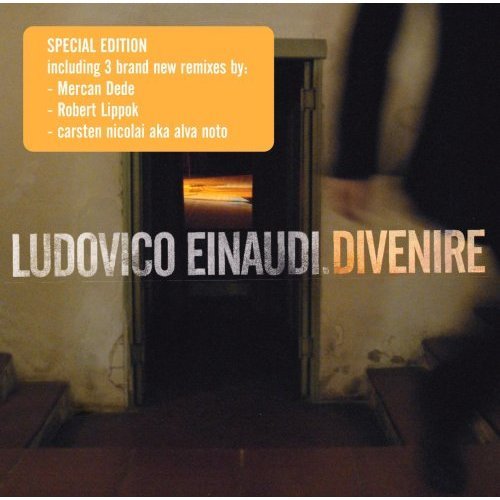 SPECIAL EDITION
including 3 brand new remixes by:
- Mercan Dede
- Robert Lippok
- carsten nicolai aka alva noto
LUDOVICO EINAUDI. DIVENIRE